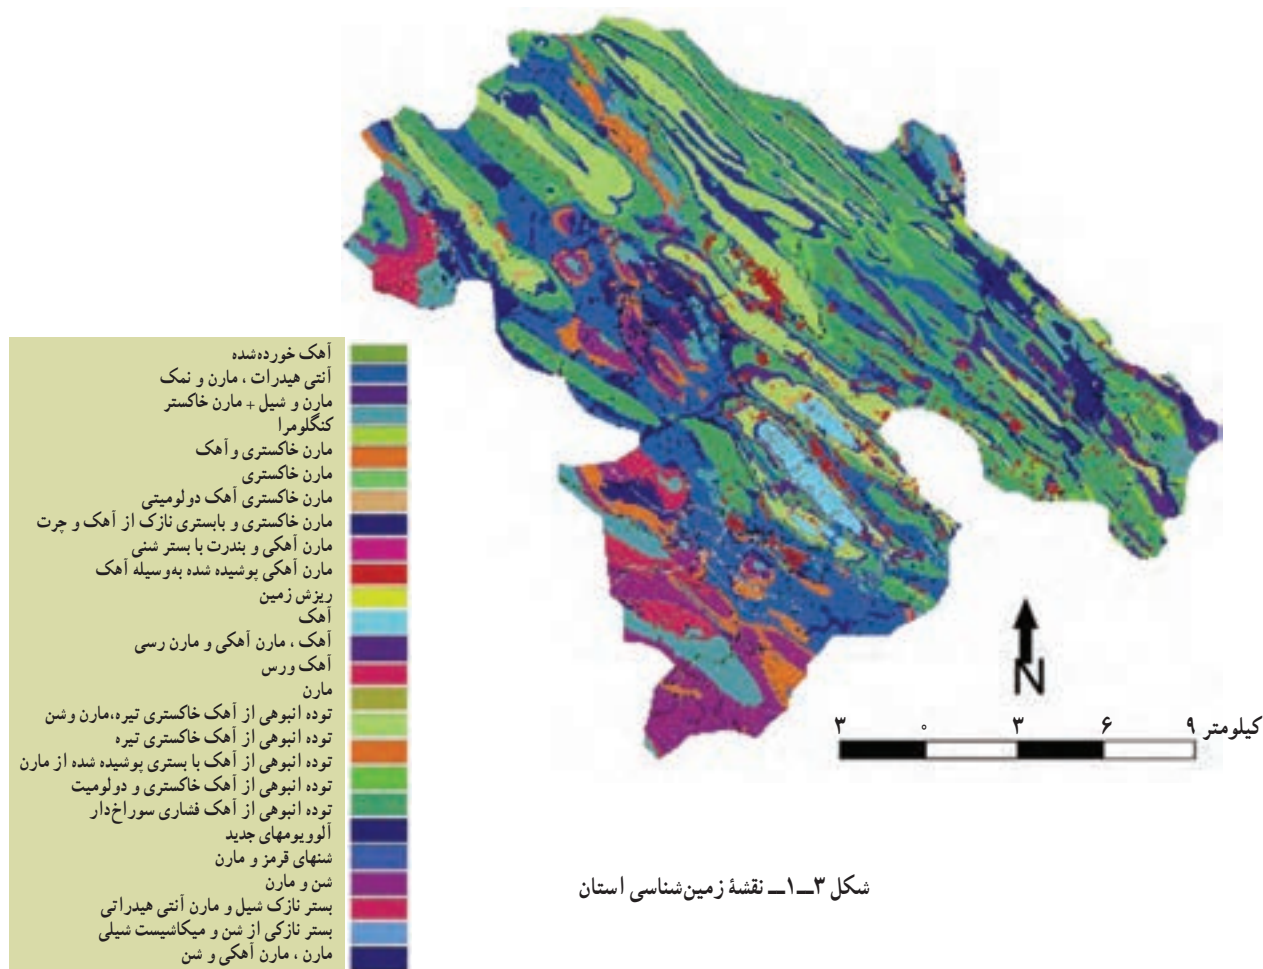 آهک خورده‌شده
آنتی هیدرات ، مارن و نمک
مارن و شیل + مارن خاکستر
کنگلومرا
مارن خاکستری و آهک
مارن خاکستری
مارن خاکستری آهک دولومیتی
مارن خاکستری و بابستری نازک از آهک و چرت
مارن آهکی و بندرت با بستر شنی
مارن آهکی پوشیده شده به‌وسیله آهک
ریزش زمین
آهک
آهک ، مارن آهکی و مارن رسی
آهک ورس
مارن
توده انبوهی از آهک خاکستری تیره،مارن وشن
توده انبوهی از آهک خاکستری تیره
توده انبوهی از آهک با بستری پوشیده شده از مارن
توده انبوهی از آهک خاکستری و دولومیت
توده انبوهی از آهک فشاری سوراخ‌دار
آلوویومهای جدید
شنهای قرمز و مارن
شن و مارن
بستر نازک شیل و مارن آنتی هیدراتی
بستر نازکی از شن و میکاشیست شیلی
مارن ، مارن آهکی و شن
N
۳ ۰ ۳ ۶ ۹ کیلومتر
شکل ۳ــ۱ــ نقشهٔ زمین‌شناسی استان